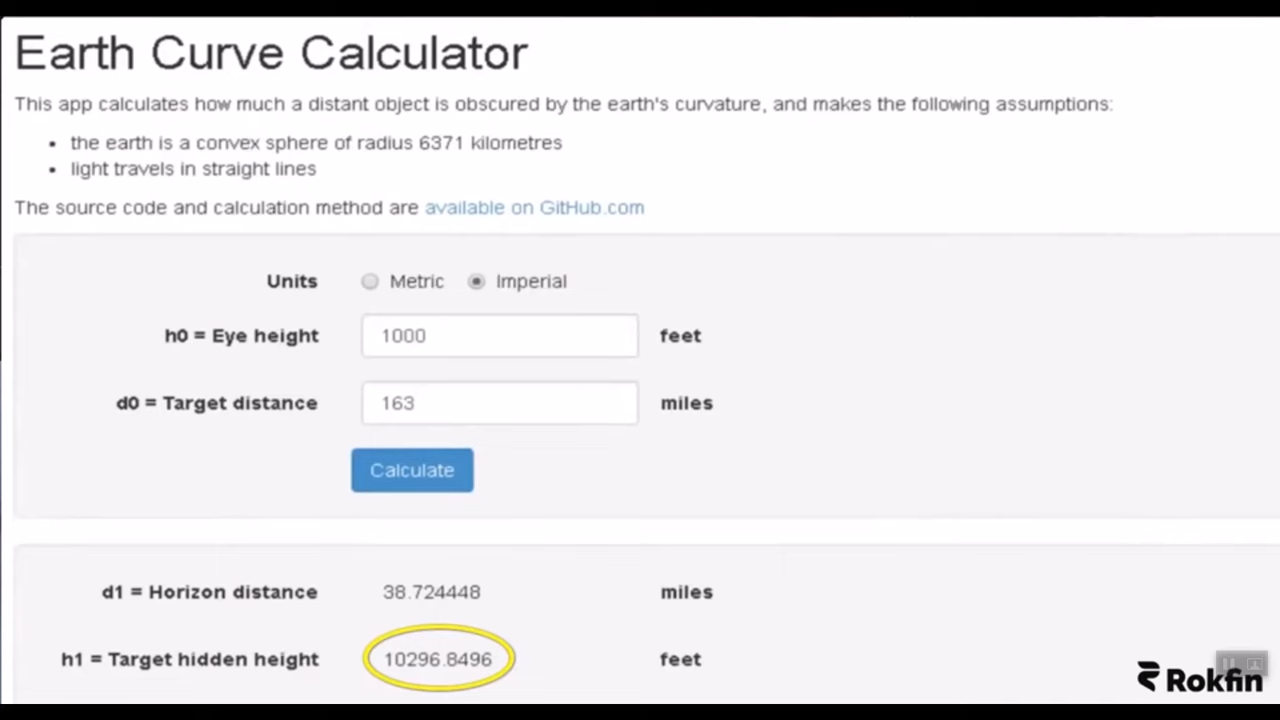 Earth Curve Calculator
This app calculates how much a distant object is obscured by the earth's curvature, and makes the following assumptions:
• the earth is a convex sphere of radius 6371 kilometres
• light travels in straight lines
The source code and calculation method are available on GitHub.com
Units Metric Imperial
h0 = Eye height 1000 feet
d0 = Target distance 163 miles
Calculate
d1 = Horizon distance 38.724448 miles
h1 = Target hidden height 10296.8496 feet
Rokfin